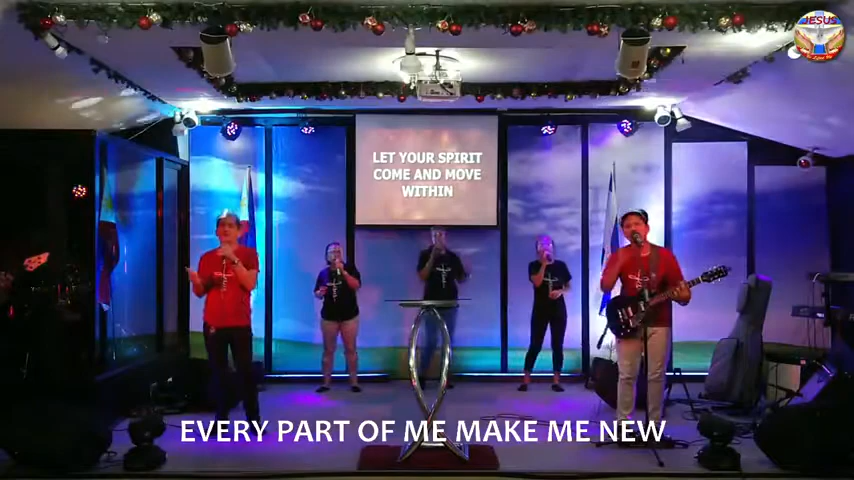 JESUS
LET YOUR SPIRIT
COME AND MOVE
WITHIN
EVERY PART OF ME MAKE ME NEW